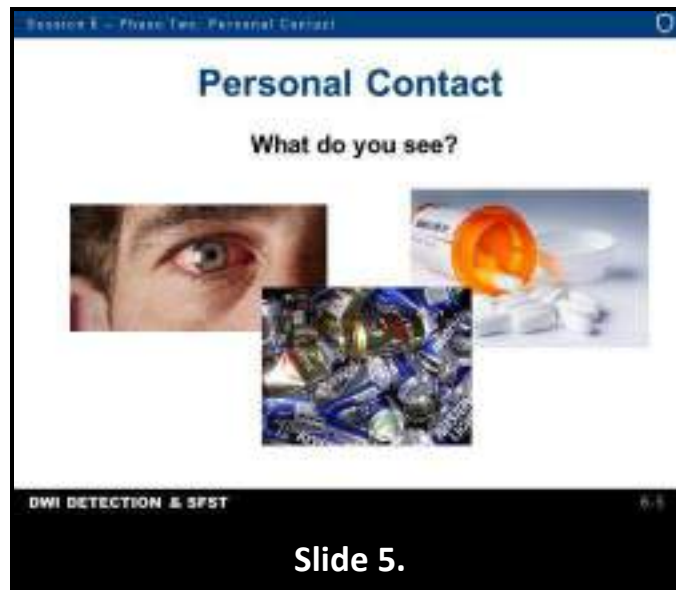 Session 6 – Phase Two: Personal Contact
Personal Contact
What do you see?
DWI DETECTION & SFST
6-5
Slide 5.